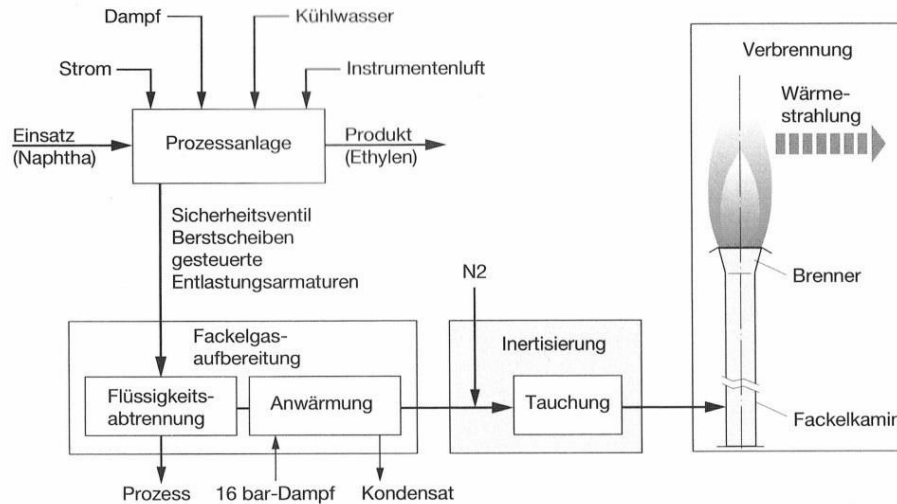 Dampf
Kühlwasser
Strom
Instrumentenluft
Einsatz
(Naphtha)
Prozessanlage
Produkt
(Ethylen)
Sicherheitsventil
Berstscheiben
gesteuerte
Entlastungsarmaturen
Fackelgas-
aufbereitung
Flüssigkeits-
abtrennung
Anwärmung
Prozess
16 bar-Dampf
Kondensat
N2
Inertisierung
Tauchung
Verbrennung
Wärme-
strahlung
Brenner
Fackelkamin